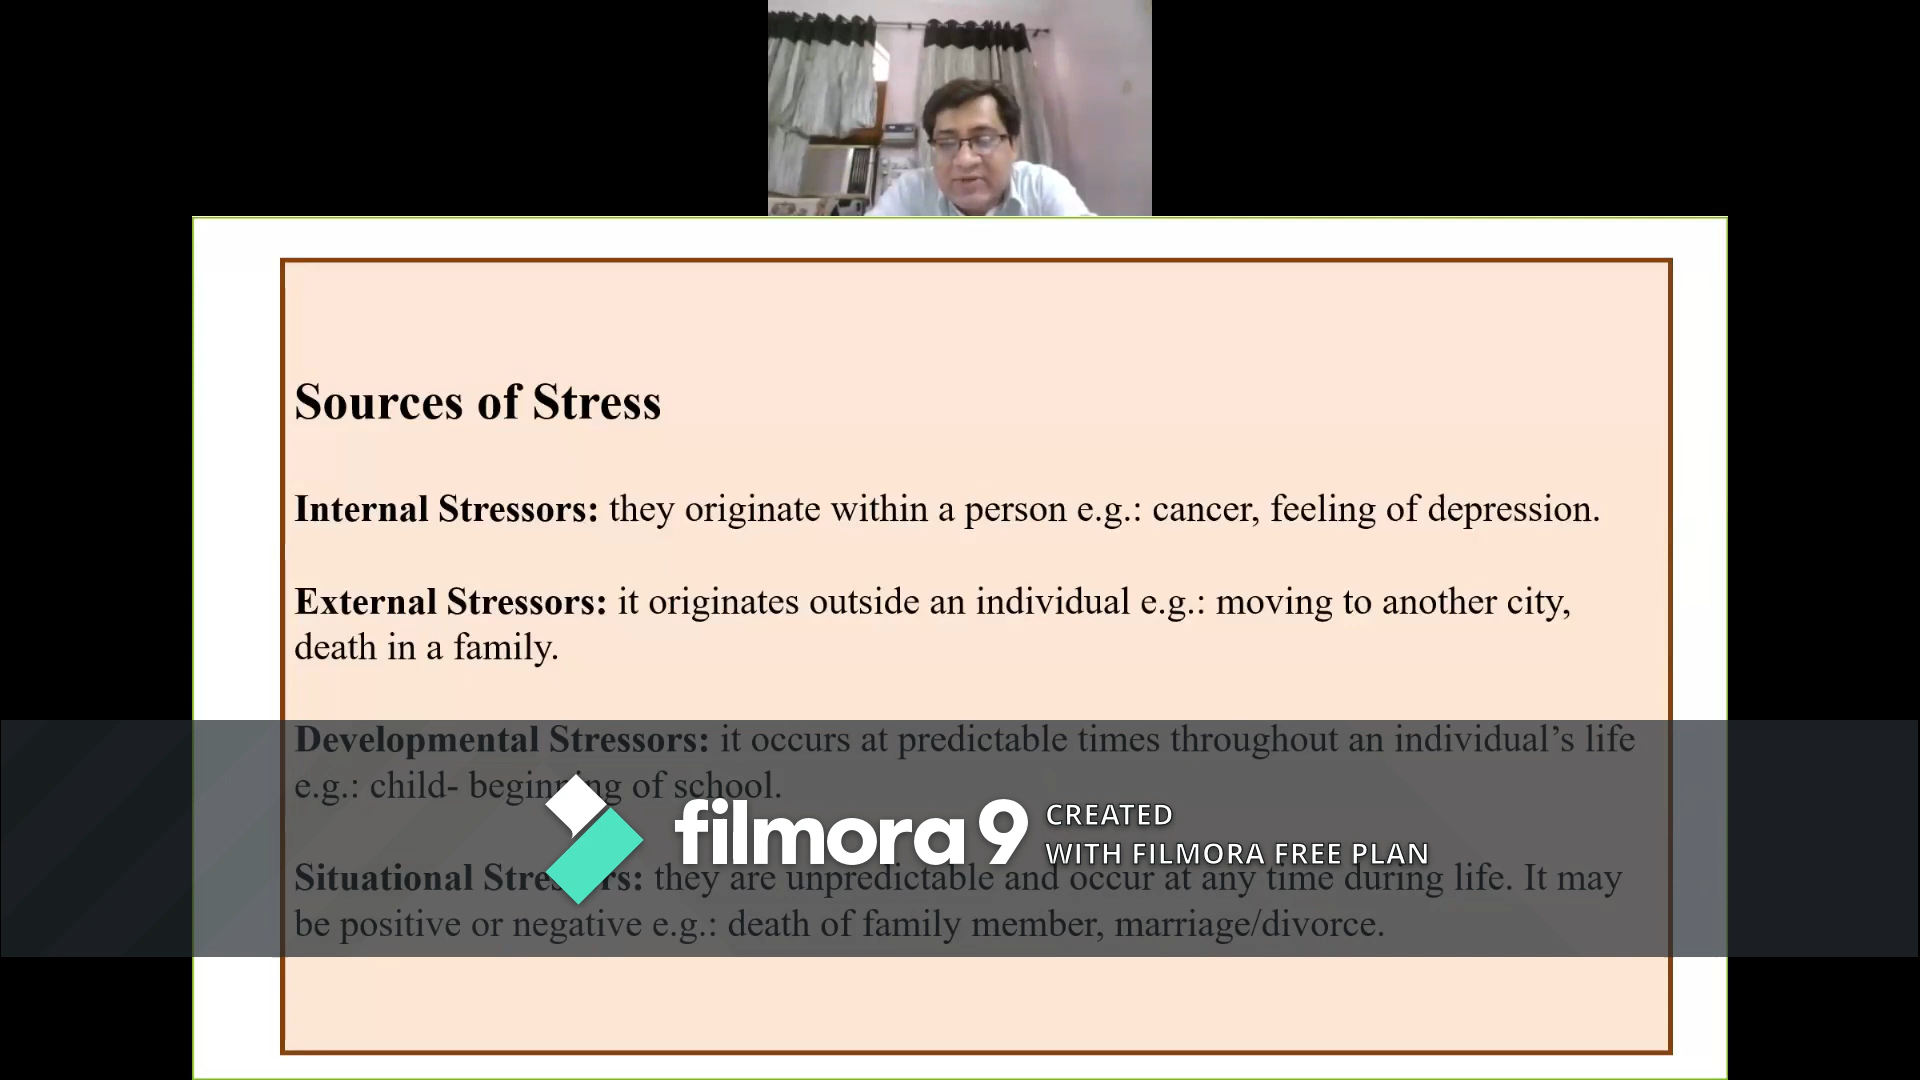 Sources of Stress
Internal Stressors: they originate within a person e.g.: cancer, feeling of depression.
External Stressors: it originates outside an individual e.g.: moving to another city,
death in a family.
Developmental Stressors: it occurs at predictable times throughout an individual’s life
e.g.: child- beginning of school.
filmora9 CREATED
WITH FILMORA FREE PLAN
Situational Stressors: they are unpredictable and occur at any time during life. It may
be positive or negative e.g.: death of family member, marriage/divorce.